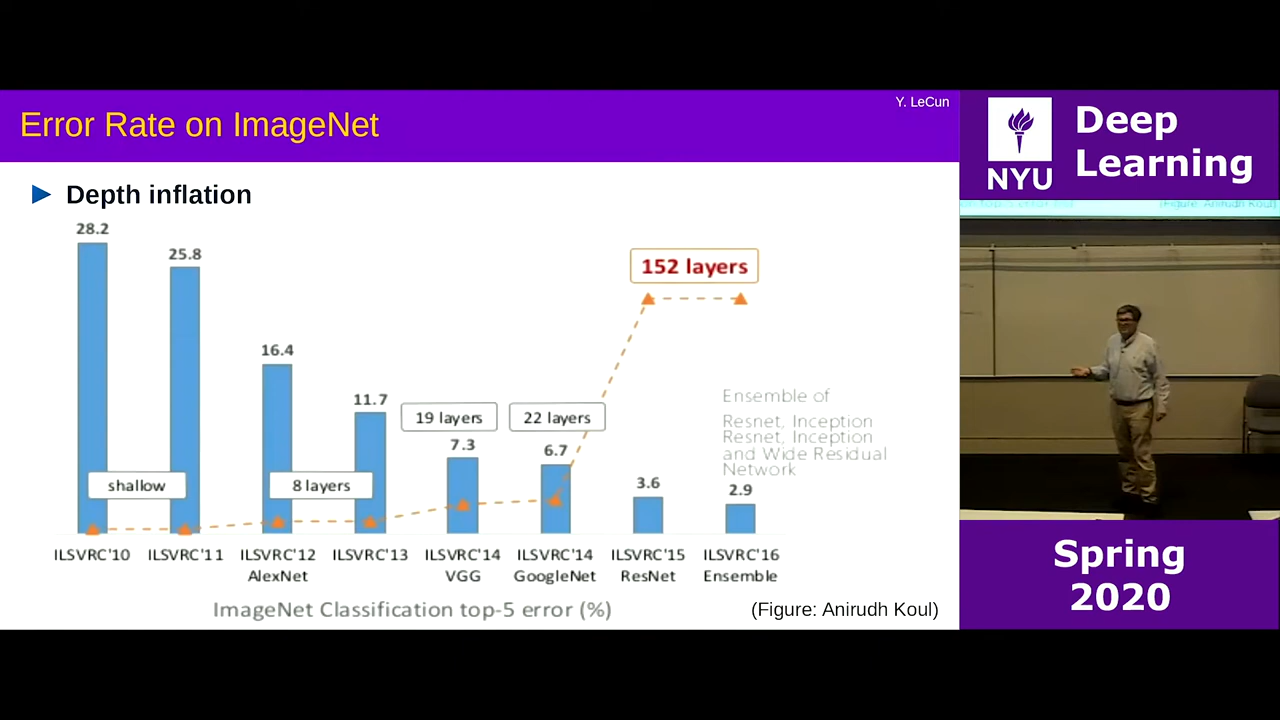 Y. LeCun
Error Rate on ImageNet
Depth inflation
28.2
25.8
16.4
11.7
7.3
6.7
3.6
2.9
shallow
8 layers
19 layers
22 layers
152 layers
Ensemble of
Resnet, Inception
Resnet, Inception
and Wide Residual
Network
ILSVRC'10
ILSVRC'11
ILSVRC'12
AlexNet
ILSVRC'13
ILSVRC'14
VGG
ILSVRC'14
GoogleNet
ILSVRC'15
ResNet
ILSVRC'16
Ensemble
ImageNet Classification top-5 error (%)
(Figure: Anirudh Koul)
NYU
Deep
Learning
(Figure: Anirudh Koul)
Spring
2020